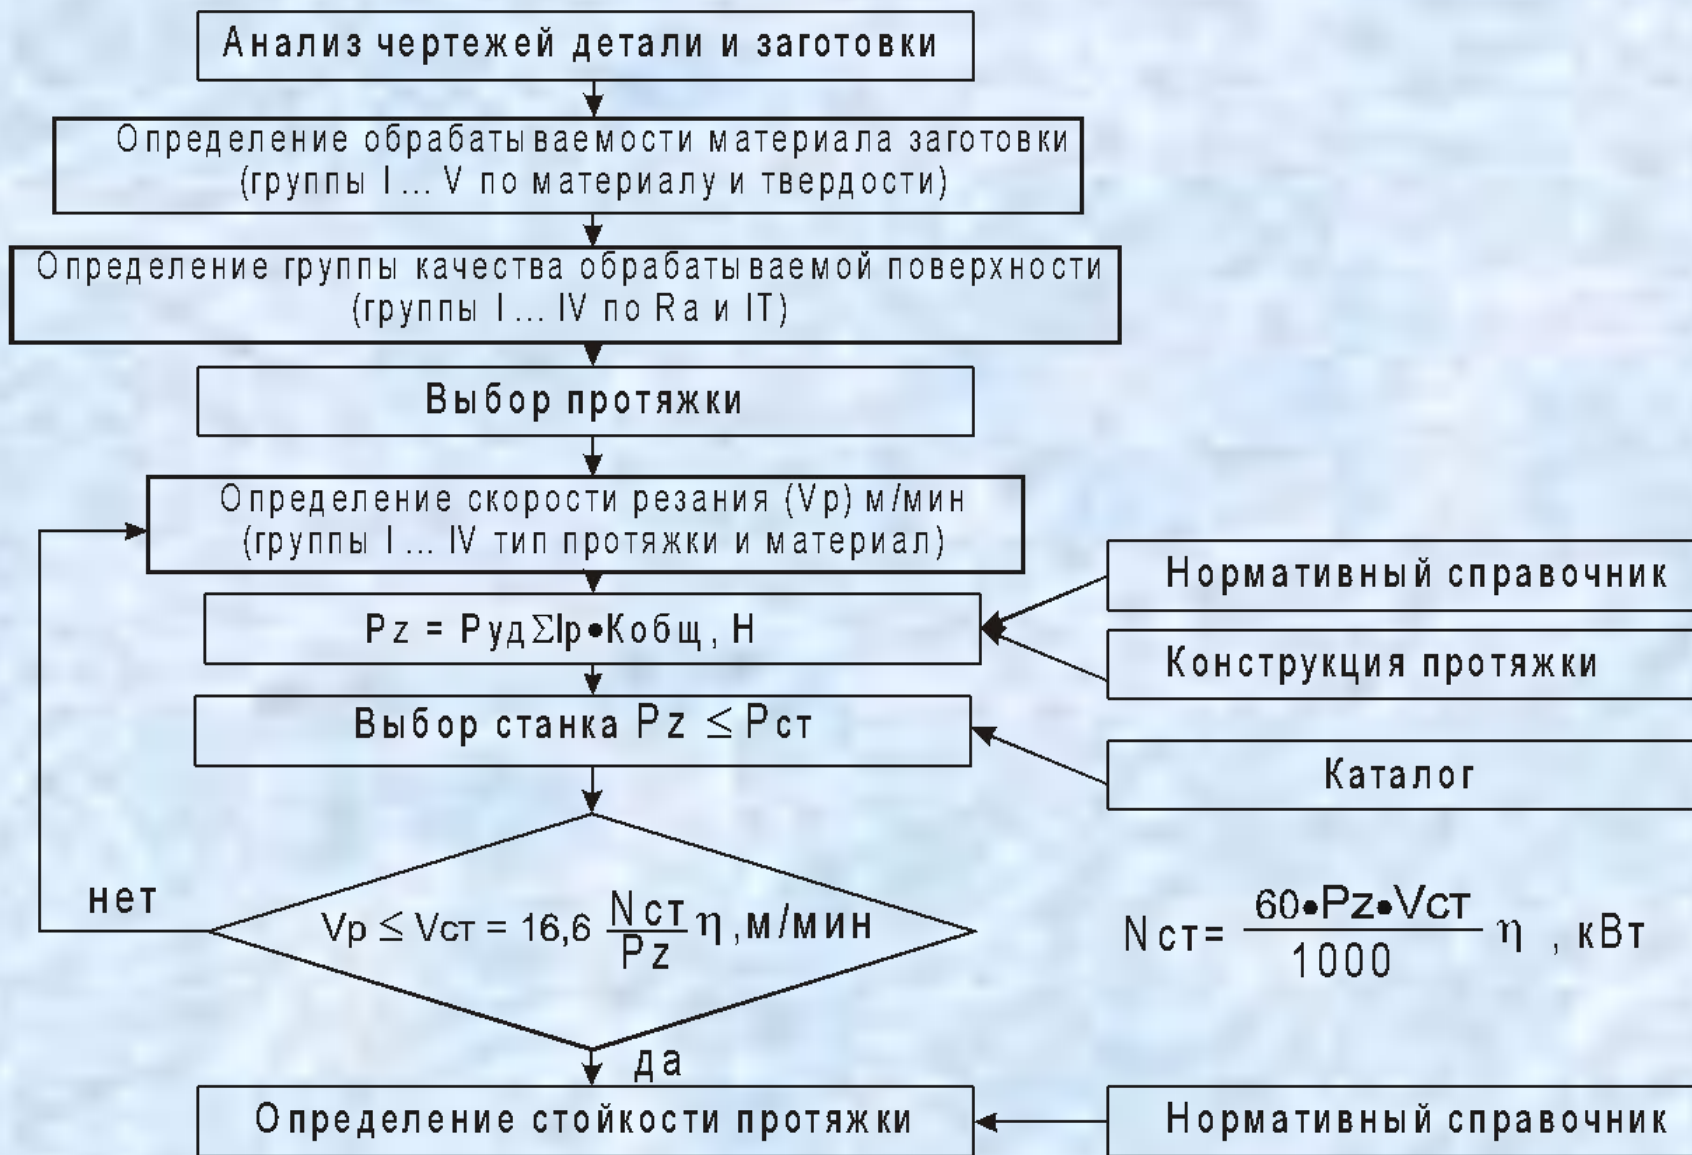 Анализ чертежей детали и заготовки
Определение обрабатываемости материала заготовки
(группы I ... V по материалу и твердости)
Определение группы качества обрабатываемой поверхности
(группы I ... IV по Ra и IT)
Выбор протяжки
Определение скорости резания (Vр) м/мин
(группы I ... IV тип протяжки и материал)
Pz = Pуд Σlр•Kобщ, Н
Выбор станка Pz ≤ Pст
Vр ≤ Vст = 16,6 Nст/Pz η, м/мин
нет
да
Определение стойкости протяжки
Нормативный справочник
Конструкция протяжки
Каталог
Nст= 60•Pz•Vст/1000 η , кВт
Нормативный справочник